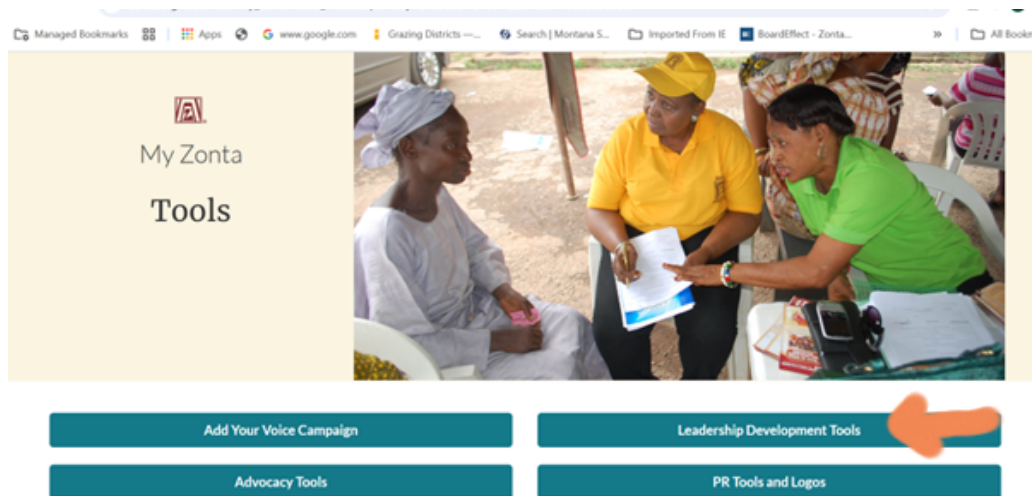 Managed Bookmarks Apps www.google.com Grazing Districts —... Search | Montana S... Imported From IE BoardEffect - Zonta... » All Bookm
My Zonta
Tools
Add Your Voice Campaign Leadership Development Tools
Advocacy Tools PR Tools and Logos